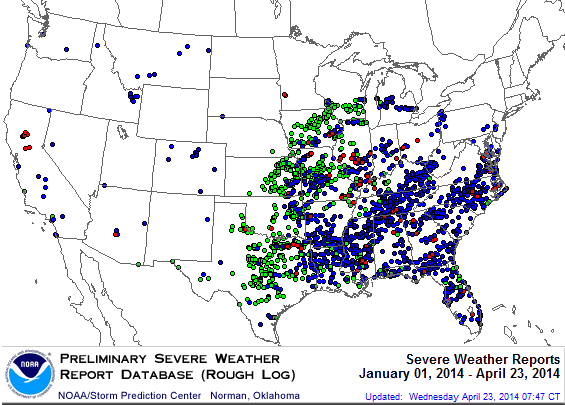 NOAA
PRELIMINARY SEVERE WEATHER
REPORT DATABASE (ROUGH LOG)
NOAA/Storm Prediction Center Norman, Oklahoma
Severe Weather Reports
January 01, 2014 - April 23, 2014
Updated: Wednesday April 23, 2014 07:47 CT